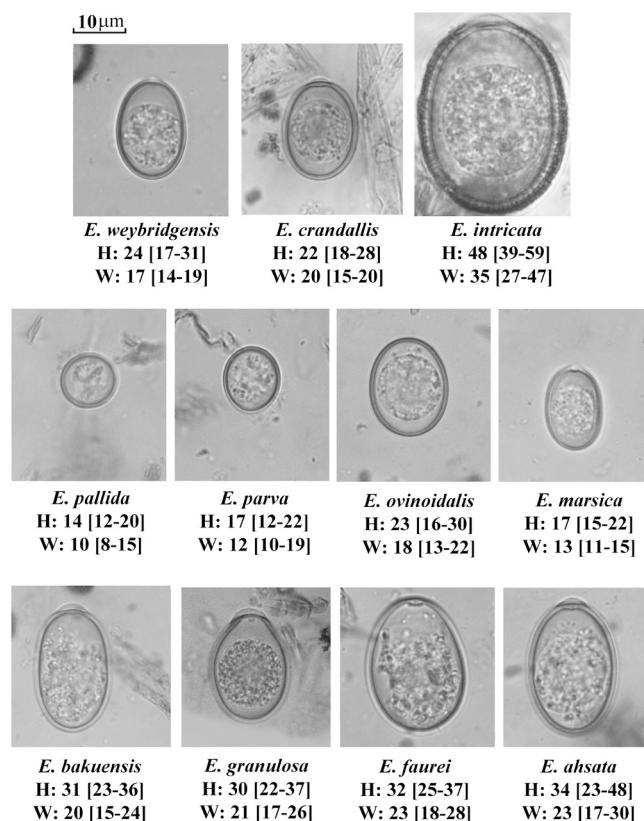 10 μm
E. weybridgensis
H: 24 [17-31]
W: 17 [14-19]
E. crandallis
H: 22 [18-28]
W: 20 [15-20]
E. intricata
H: 48 [39-59]
W: 35 [27-47]
E. pallida
H: 14 [12-20]
W: 10 [8-15]
E. parva
H: 17 [12-22]
W: 12 [10-19]
E. ovinoidalis
H: 23 [16-30]
W: 18 [13-22]
E. marsica
H: 17 [15-22]
W: 13 [11-15]
E. bakuensis
H: 31 [23-36]
W: 20 [15-24]
E. granulosa
H: 30 [22-37]
W: 21 [17-26]
E. faurei
H: 32 [25-37]
W: 23 [18-28]
E. ahsata
H: 34 [23-48]
W: 23 [17-30]